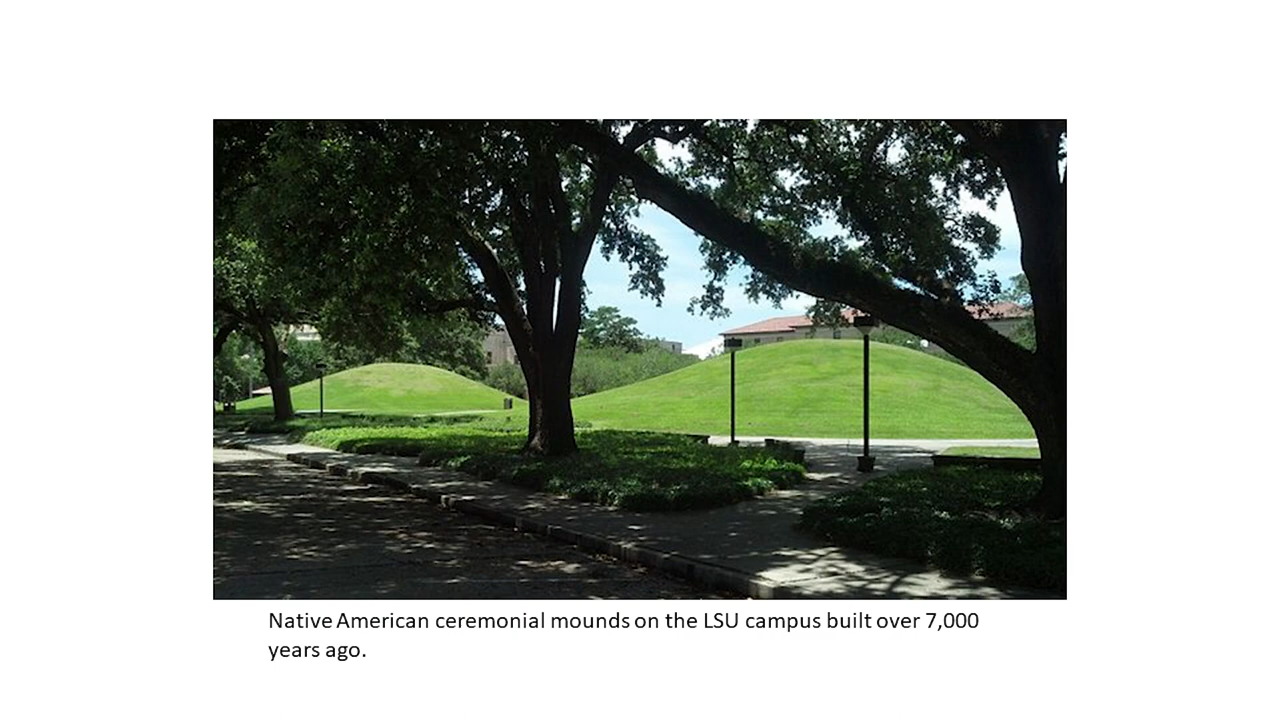 Native American ceremonial mounds on the LSU campus built over 7,000
years ago.